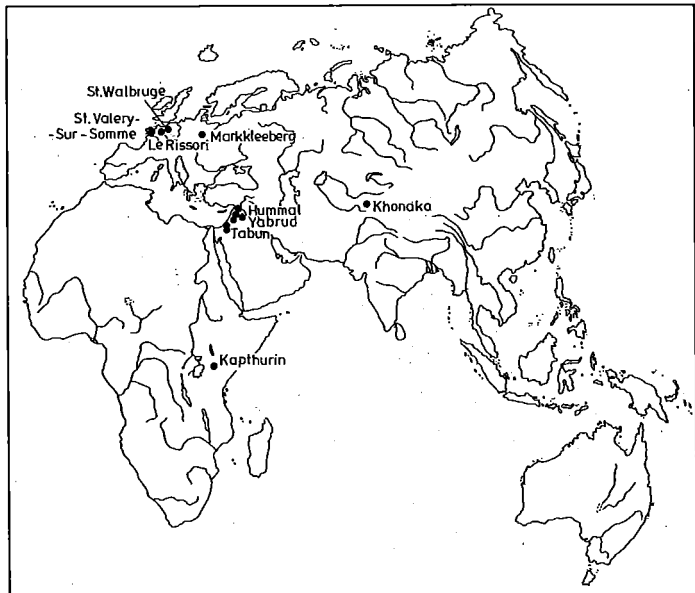 St. Walbruge
St. Valery-
-Sur-Somme
Le Rissori
Markkleeberg
Hummal
Yabrud
Tabun
Khonako
Kapthurin